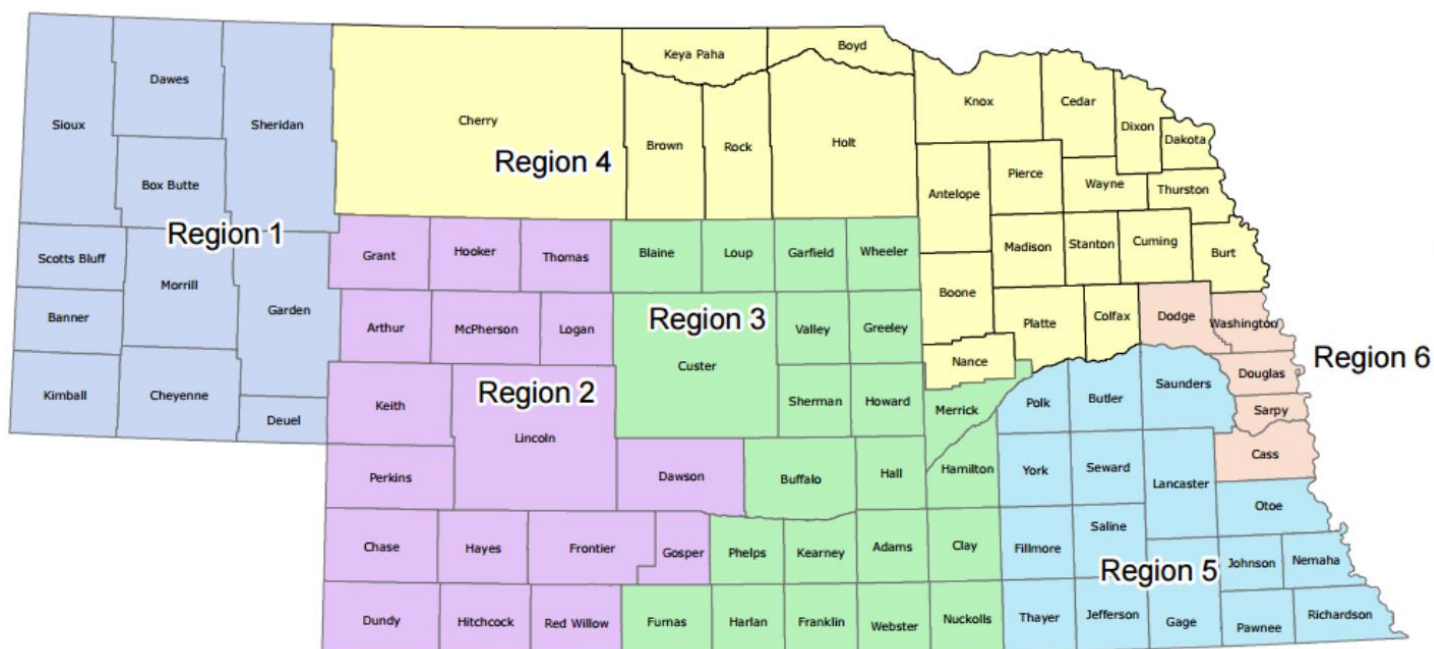 Keya Paha
Boyd
Dawes
Sioux
Sheridan
Cherry
Knox
Cedar
Dixon
Dakota
Brown
Rock
Holt
Region 4
Box Butte
Antelope
Pierce
Wayne
Thurston
Region 1
Scotts Bluff
Morrill
Garden
Grant
Hooker
Thomas
Blaine
Loup
Garfield
Wheeler
Madison
Stanton
Cuming
Burt
Banner
Arthur
McPherson
Logan
Region 3
Custer
Valley
Greeley
Boone
Platte
Colfax
Dodge
Washington
Region 6
Kimball
Cheyenne
Deuel
Keith
Region 2
Lincoln
Sherman
Howard
Nance
Merrick
Polk
Butler
Saunders
Douglas
Sarpy
Cass
Perkins
Dawson
Buffalo
Hall
Hamilton
York
Seward
Lancaster
Otoe
Chase
Hayes
Frontier
Gosper
Phelps
Kearney
Adams
Clay
Fillmore
Saline
Region 5
Johnson
Nemaha
Dundy
Hitchcock
Red Willow
Furnas
Harlan
Franklin
Webster
Nuckolls
Thayer
Jefferson
Gage
Pawnee
Richardson